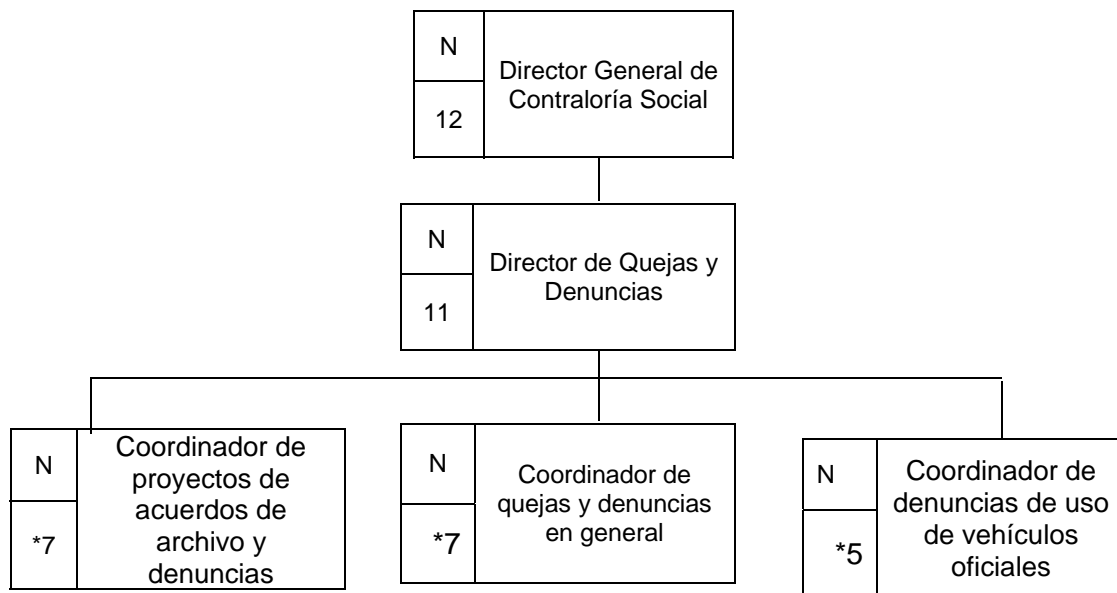 N
12
Director General de
Contraloría Social
N
11
Director de Quejas y
Denuncias
N
*7
Coordinador de
proyectos de
acuerdos de
archivo y
denuncias
N
*7
Coordinador de
quejas y denuncias
en general
N
*5
Coordinador de
denuncias de uso
de vehículos
oficiales